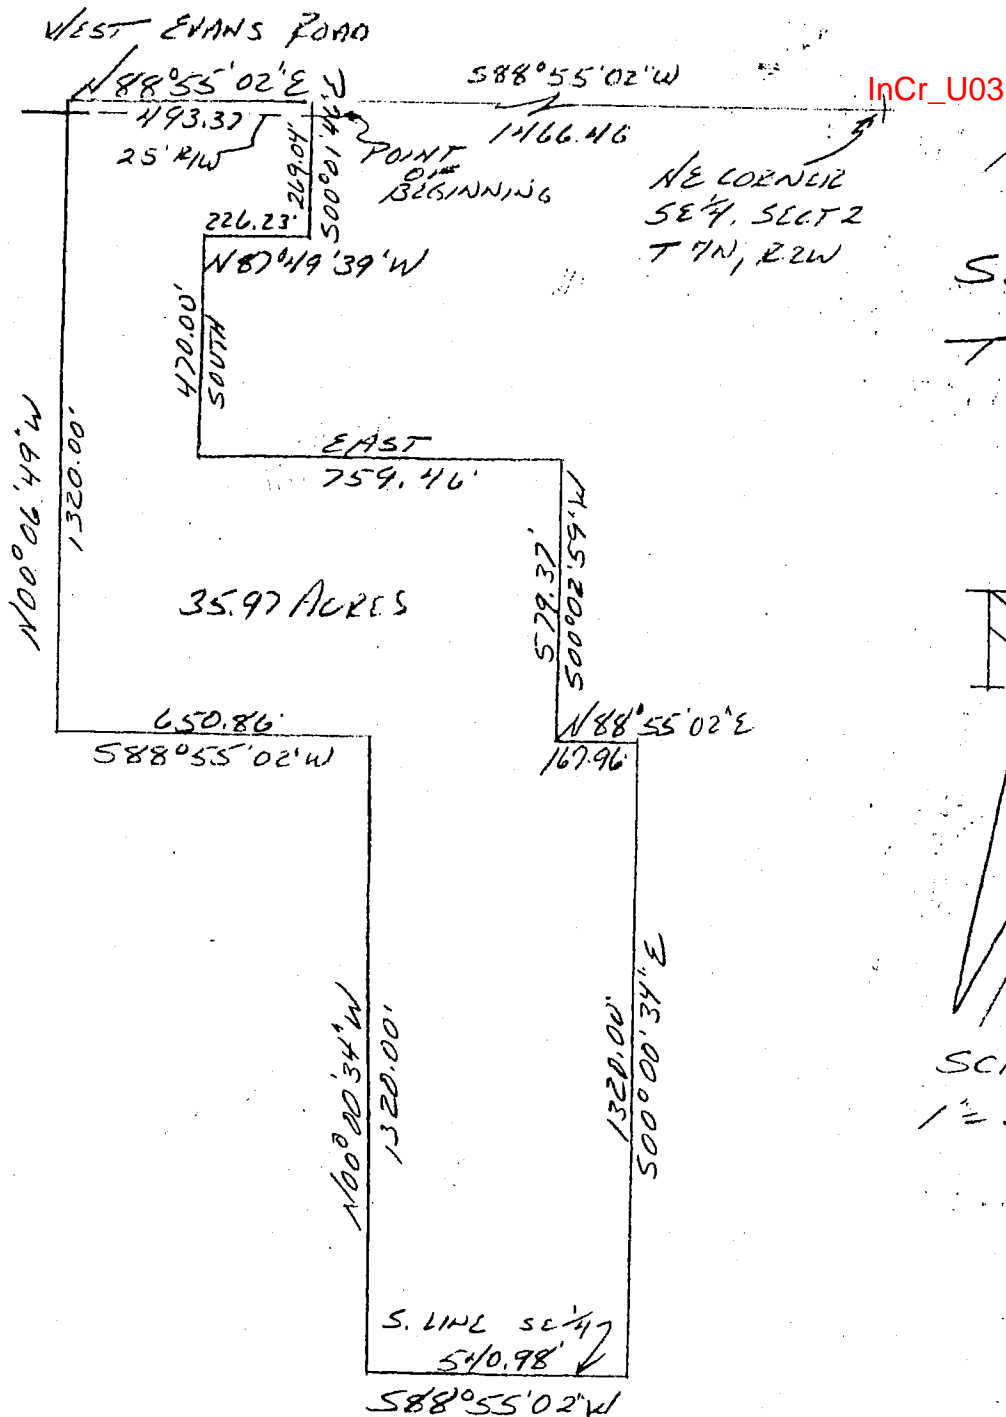 WEST EVANS ROAD
N88°55'02"E
S88°55'02"W
InCr_U03
493.37
1466.46
25' R/W
269.04'
POINT
OF
BEGINNING
NE CORNER
SE 1/4, SECT 2
T 7N, R2W
226.23'
N87°49'39"W
470.00'
SOUTH
EAST
759.46'
N00°06'49"W
1320.00'
35.97 ACRES
579.37'
S00°02'59"W
650.86'
S88°55'02"W
N88°55'02"E
167.96
N00°00'34"W
1320.00'
1320.00'
S00°00'34"E
S. LINE SE 1/4
540.98'
S88°55'02"W